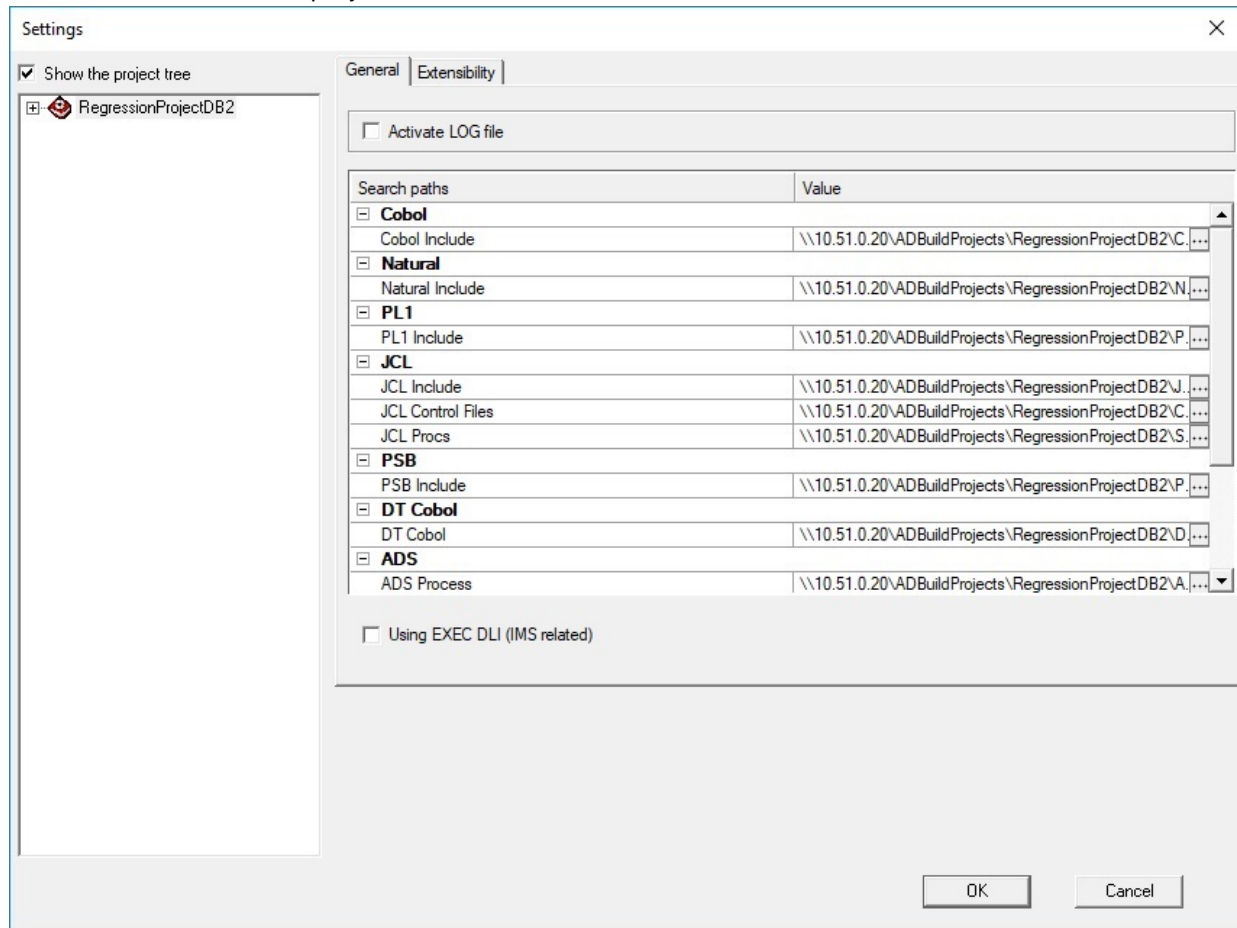 Settings
Show the project tree
RegressionProjectDB2
General Extensibility
Activate LOG file
Search paths Value
Cobol
Cobol Include \\10.51.0.20\ADBuildProjects\RegressionProjectDB2\C. ...
Natural
Natural Include \\10.51.0.20\ADBuildProjects\RegressionProjectDB2\N. ...
PL1
PL1 Include \\10.51.0.20\ADBuildProjects\RegressionProjectDB2\P. ...
JCL
JCL Include \\10.51.0.20\ADBuildProjects\RegressionProjectDB2\J.. ...
JCL Control Files \\10.51.0.20\ADBuildProjects\RegressionProjectDB2\C. ...
JCL Procs \\10.51.0.20\ADBuildProjects\RegressionProjectDB2\S. ...
PSB
PSB Include \\10.51.0.20\ADBuildProjects\RegressionProjectDB2\P. ...
DT Cobol
DT Cobol \\10.51.0.20\ADBuildProjects\RegressionProjectDB2\D. ...
ADS
ADS Process \\10.51.0.20\ADBuildProjects\RegressionProjectDB2\A. ...
Using EXEC DLI (IMS related)
OK Cancel